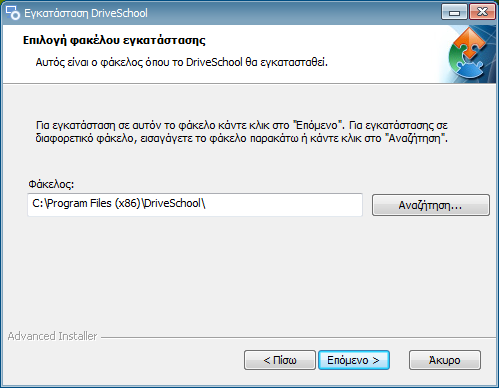 Εγκατάσταση DriveSchool
Επιλογή φακέλου εγκατάστασης
Αυτός είναι ο φάκελος όπου το DriveSchool θα εγκατασταθεί.
Για εγκατάσταση σε αυτόν το φάκελο κάντε κλικ στο "Επόμενο". Για εγκατάστασης σε
διαφορετικό φάκελο, εισαγάγετε το φάκελο παρακάτω ή κάντε κλικ στο "Αναζήτηση".
Φάκελος:
C:\Program Files (x86)\DriveSchool\
Αναζήτηση...
Advanced Installer
< Πίσω
Επόμενο >
Άκυρο